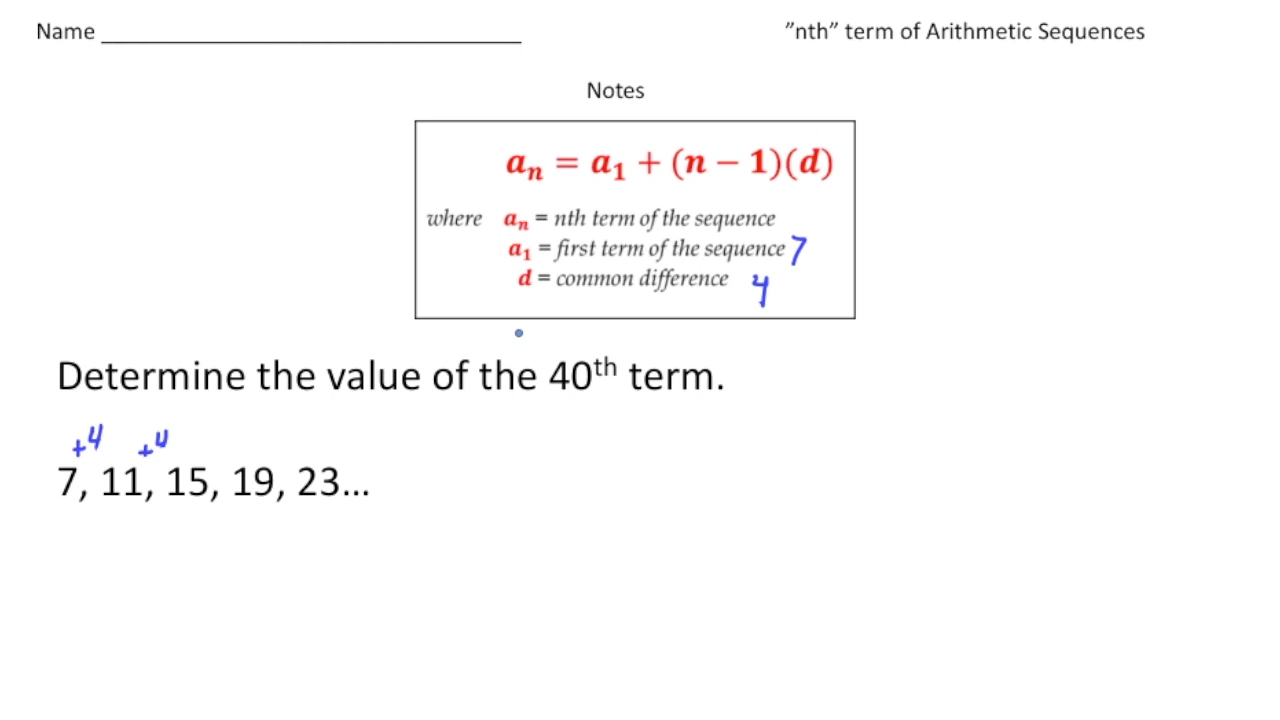 Name ___________________________________ ”nth” term of Arithmetic Sequences
Notes
aₙ = a₁ + (n − 1)(d)
where aₙ = nth term of the sequence
a₁ = first term of the sequence 7
d = common difference 4
Determine the value of the 40ᵗʰ term.
+4 +4
7, 11, 15, 19, 23...